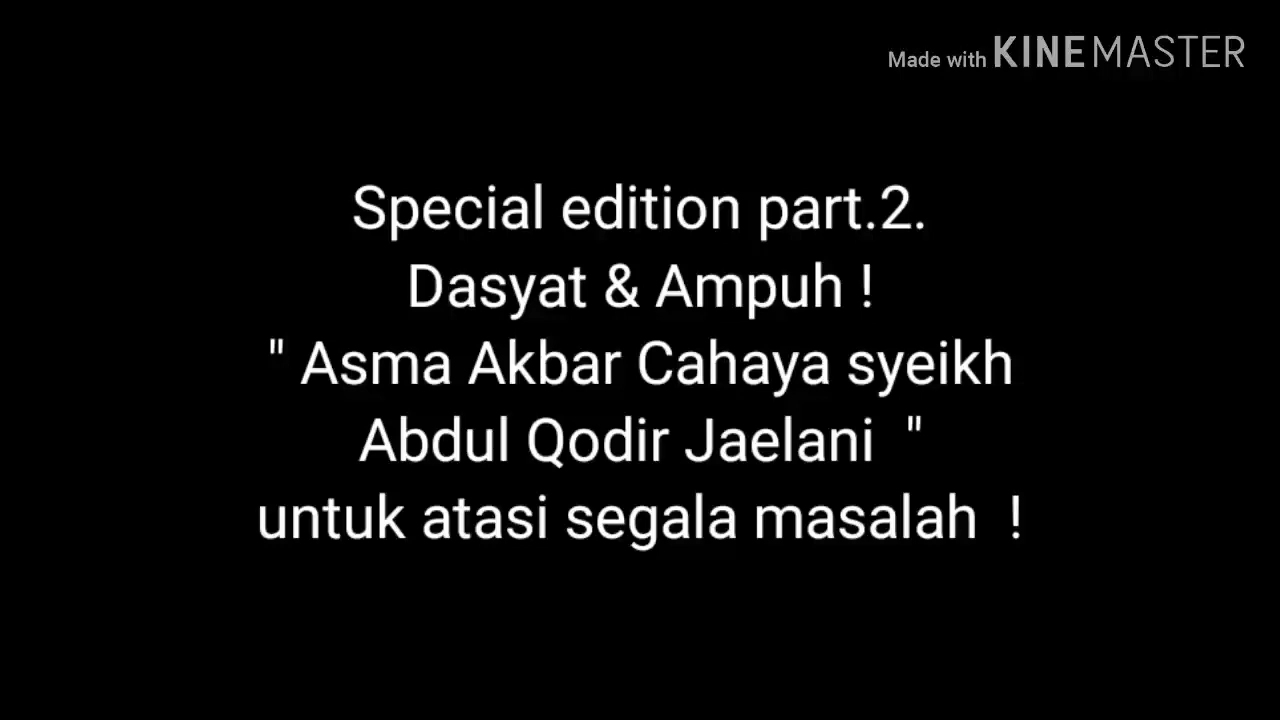 Made with KINEMASTER
Special edition part.2.
Dasyat & Ampuh !
" Asma Akbar Cahaya syeikh
Abdul Qodir Jaelani "
untuk atasi segala masalah !